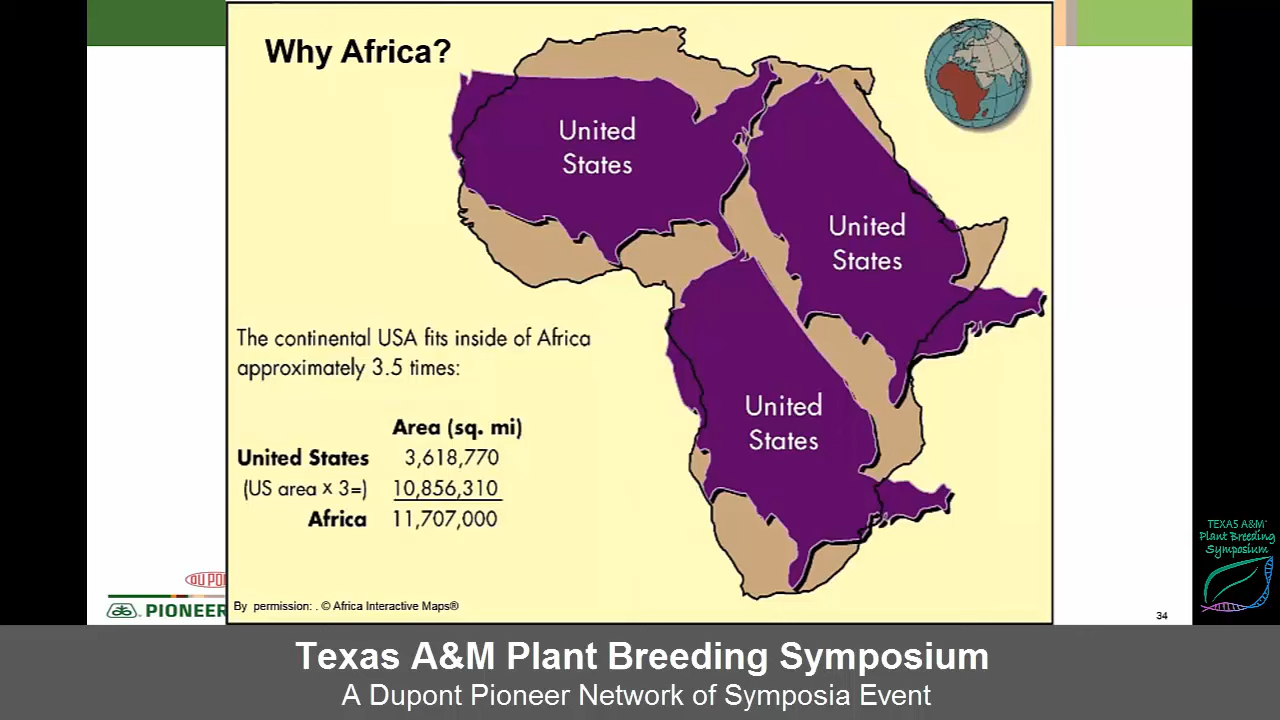 Why Africa?
United
States
United
States
United
States
The continental USA fits inside of Africa
approximately 3.5 times:
Area (sq. mi)
United States 3,618,770
(US area x 3=) 10,856,310
Africa 11,707,000
By permission: . © Africa Interactive Maps®
DUPO
PIONEER
34
TEXAS A&M
Plant Breeding
Symposium
Texas A&M Plant Breeding Symposium
A Dupont Pioneer Network of Symposia Event